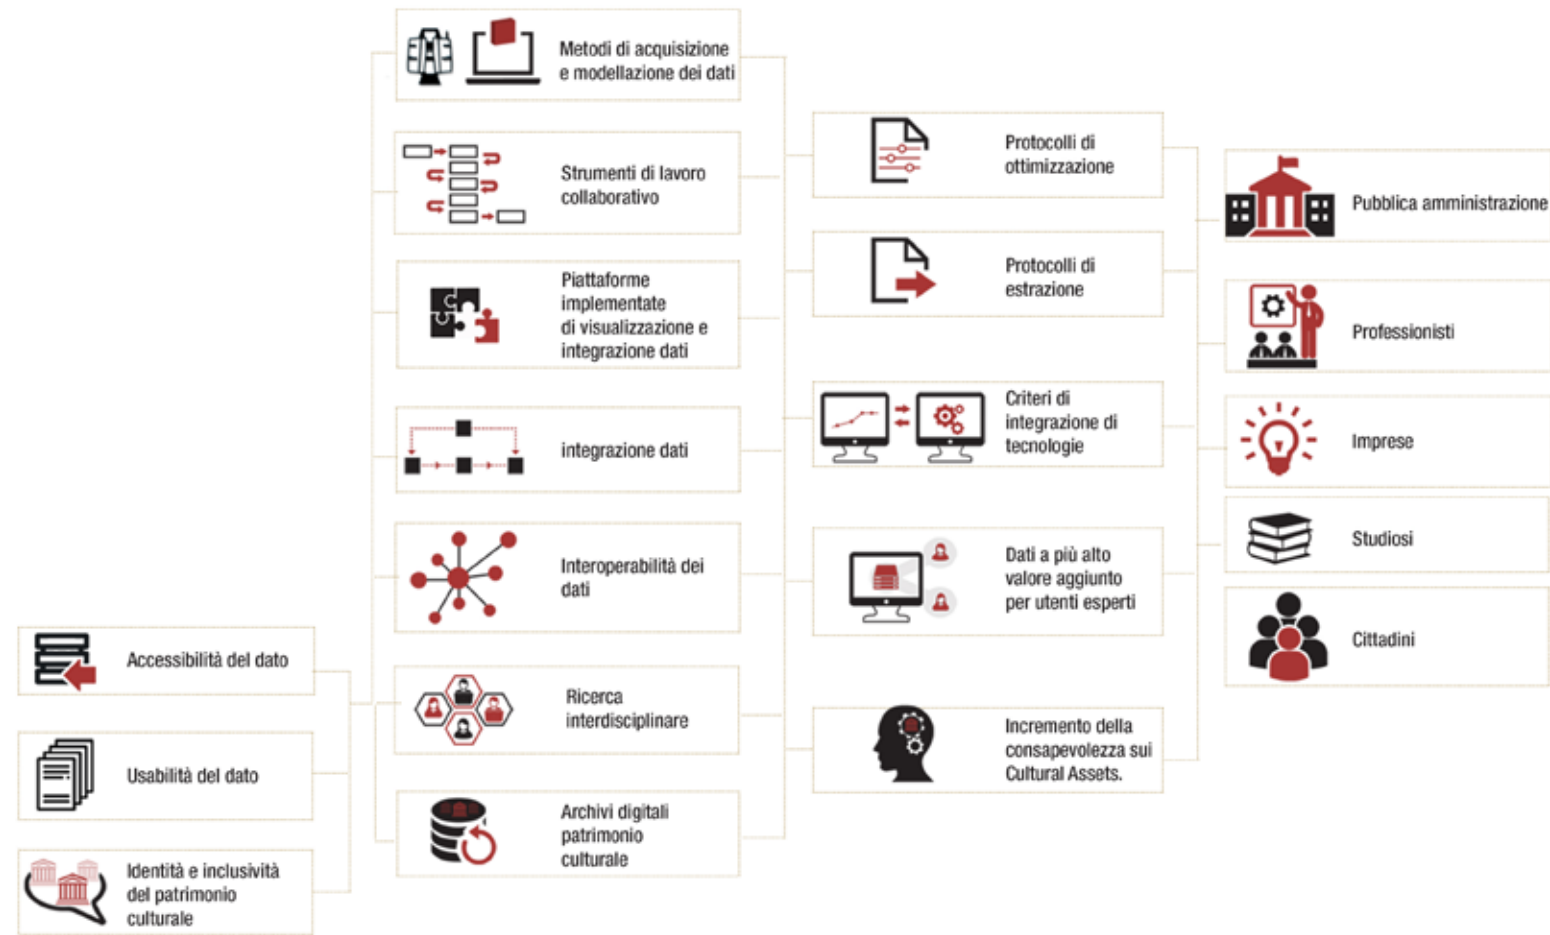 Metodi di acquisizione
e modellazione dei dati
Strumenti di lavoro
collaborativo
Piattaforme
implementate
di visualizzazione e
integrazione dati
integrazione dati
Interoperabilità dei
dati
Ricerca
interdisciplinare
Archivi digitali
patrimonio
culturale
Accessibilità del dato
Usabilità del dato
Identità e inclusività
del patrimonio
culturale
Protocolli di
ottimizzazione
Protocolli di
estrazione
Criteri di
integrazione di
tecnologie
Dati a più alto
valore aggiunto
per utenti esperti
Incremento della
consapevolezza sui
Cultural Assets.
Pubblica amministrazione
Professionisti
Imprese
Studiosi
Cittadini